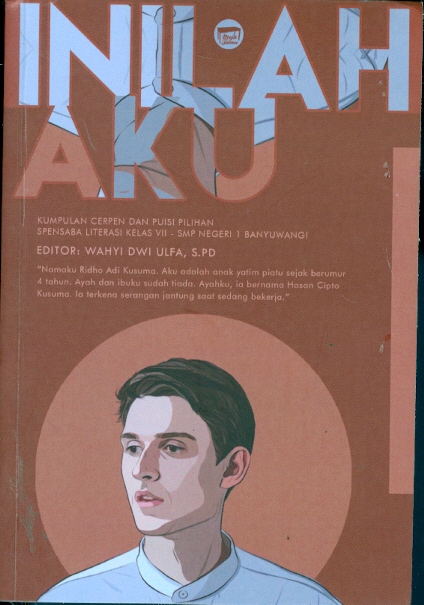 INILAH
AKU
KUMPULAN CERPEN DAN PUISI PILIHAN
SPENSABA LITERASI KELAS VII - SMP NEGERI 1 BANYUWANGI
EDITOR: WAHYI DWI ULFA, S.PD
"Namaku Ridho Adi Kusuma. Aku adalah anak yatim piatu sejak berumur
4 tahun. Ayah dan ibuku sudah tiada. Ayahku, ia bernama Hasan Cipto
Kusuma. Ia terkena serangan jantung saat sedang bekerja."